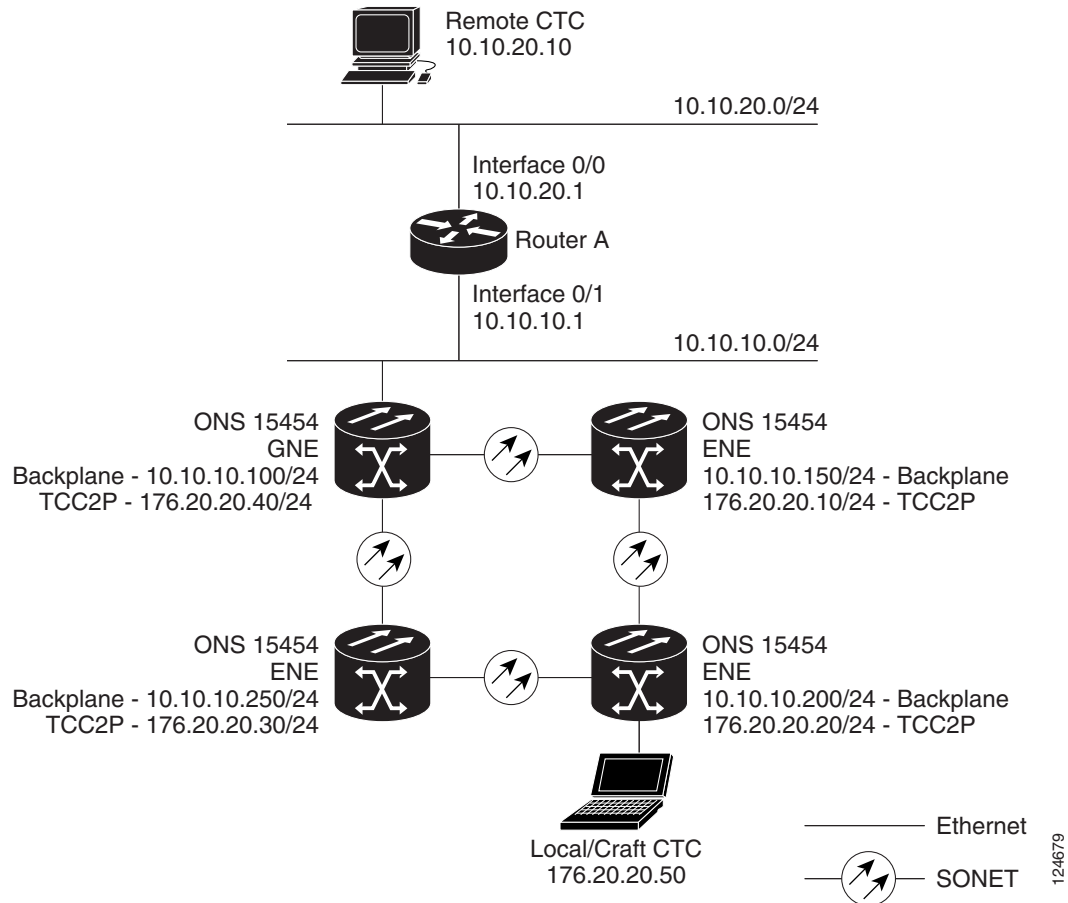 Remote CTC
10.10.20.10
10.10.20.0/24
Interface 0/0
10.10.20.1
Router A
Interface 0/1
10.10.10.1
10.10.10.0/24
ONS 15454
GNE
Backplane - 10.10.10.100/24
TCC2P - 176.20.20.40/24
ONS 15454
ENE
10.10.10.150/24 - Backplane
176.20.20.10/24 - TCC2P
ONS 15454
ENE
Backplane - 10.10.10.250/24
TCC2P - 176.20.20.30/24
ONS 15454
ENE
10.10.10.200/24 - Backplane
176.20.20.20/24 - TCC2P
Local/Craft CTC
176.20.20.50
Ethernet
SONET
124679